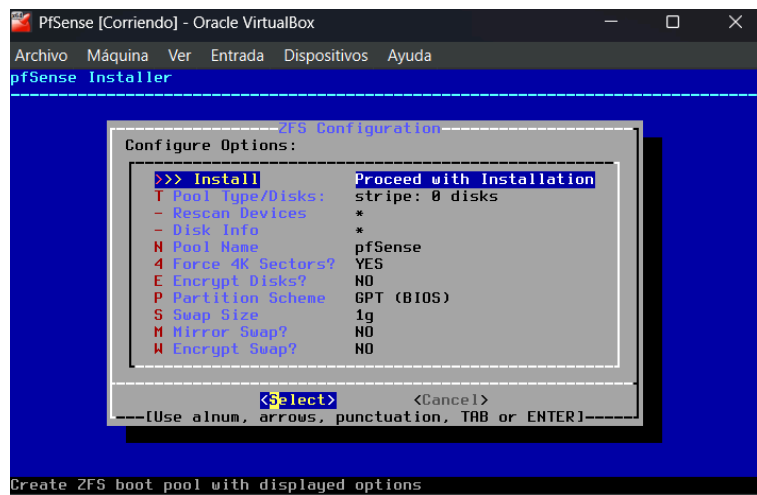 PfSense [Corriendo] - Oracle VirtualBox
Archivo Máquina Ver Entrada Dispositivos Ayuda
pfSense Installer
ZFS Configuration
Configure Options:
>>> Install Proceed with Installation
T Pool Type/Disks: stripe: 0 disks
- Rescan Devices *
- Disk Info *
N Pool Name pfSense
4 Force 4K Sectors? YES
E Encrypt Disks? NO
P Partition Scheme GPT (BIOS)
S Swap Size 1g
M Mirror Swap? NO
W Encrypt Swap? NO
<Select> <Cancel>
[Use alnum, arrows, punctuation, TAB or ENTER]
Create ZFS boot pool with displayed options